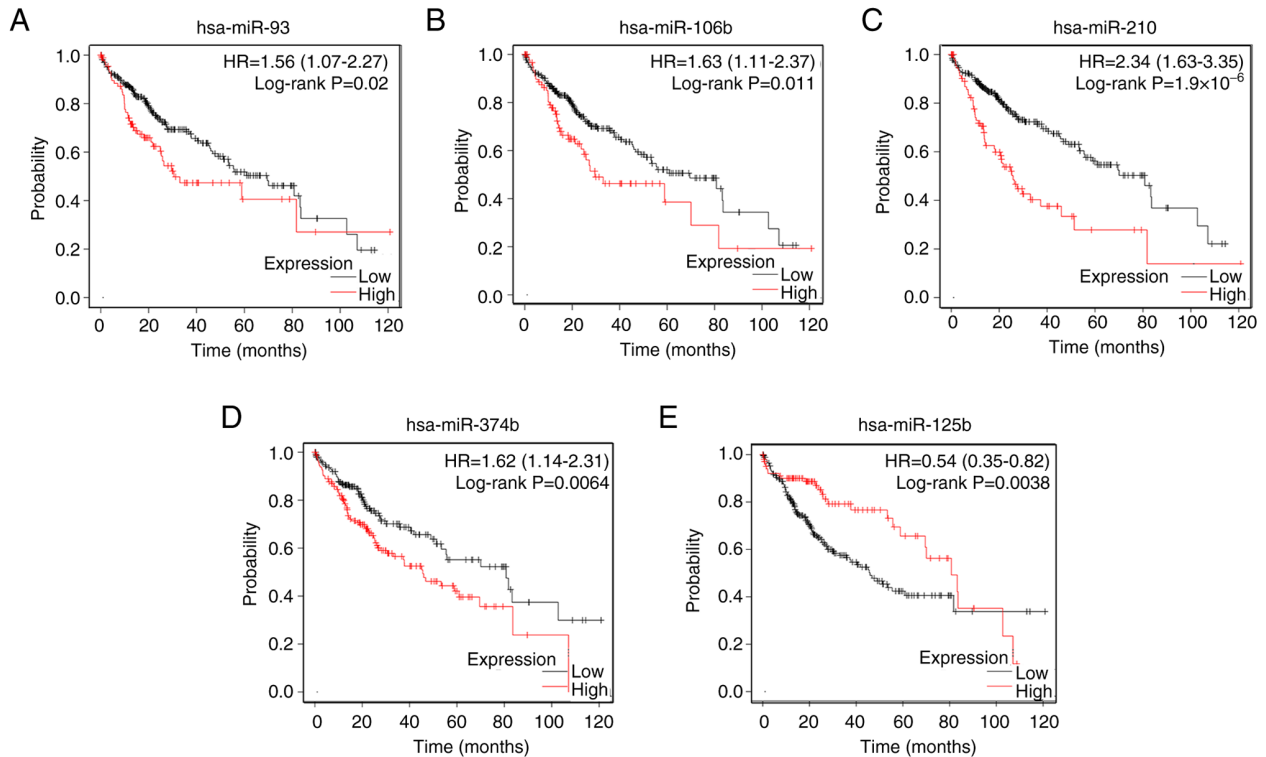 A
hsa-miR-93
HR=1.56 (1.07-2.27)
Log-rank P=0.02
Probability
1.0
0.8
0.6
0.4
0.2
0.0
Expression
Low
High
0 20 40 60 80 100 120
Time (months)
B
hsa-miR-106b
HR=1.63 (1.11-2.37)
Log-rank P=0.011
Probability
1.0
0.8
0.6
0.4
0.2
0.0
Expression
Low
High
0 20 40 60 80 100 120
Time (months)
C
hsa-miR-210
HR=2.34 (1.63-3.35)
Log-rank P=1.9×10⁻⁶
Probability
1.0
0.8
0.6
0.4
0.2
0.0
Expression
Low
High
0 20 40 60 80 100 120
Time (months)
D
hsa-miR-374b
HR=1.62 (1.14-2.31)
Log-rank P=0.0064
Probability
1.0
0.8
0.6
0.4
0.2
0.0
Expression
Low
High
0 20 40 60 80 100 120
Time (months)
E
hsa-miR-125b
HR=0.54 (0.35-0.82)
Log-rank P=0.0038
Probability
1.0
0.8
0.6
0.4
0.2
0.0
Expression
Low
High
0 20 40 60 80 100 120
Time (months)